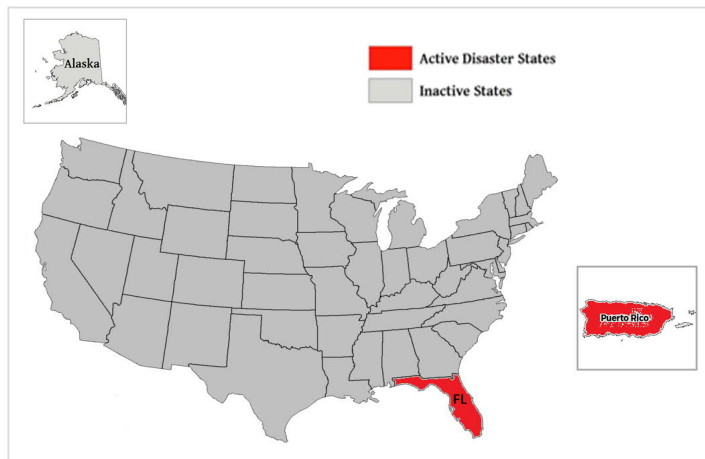 Alaska
Active Disaster States
Inactive States
Puerto Rico
FL